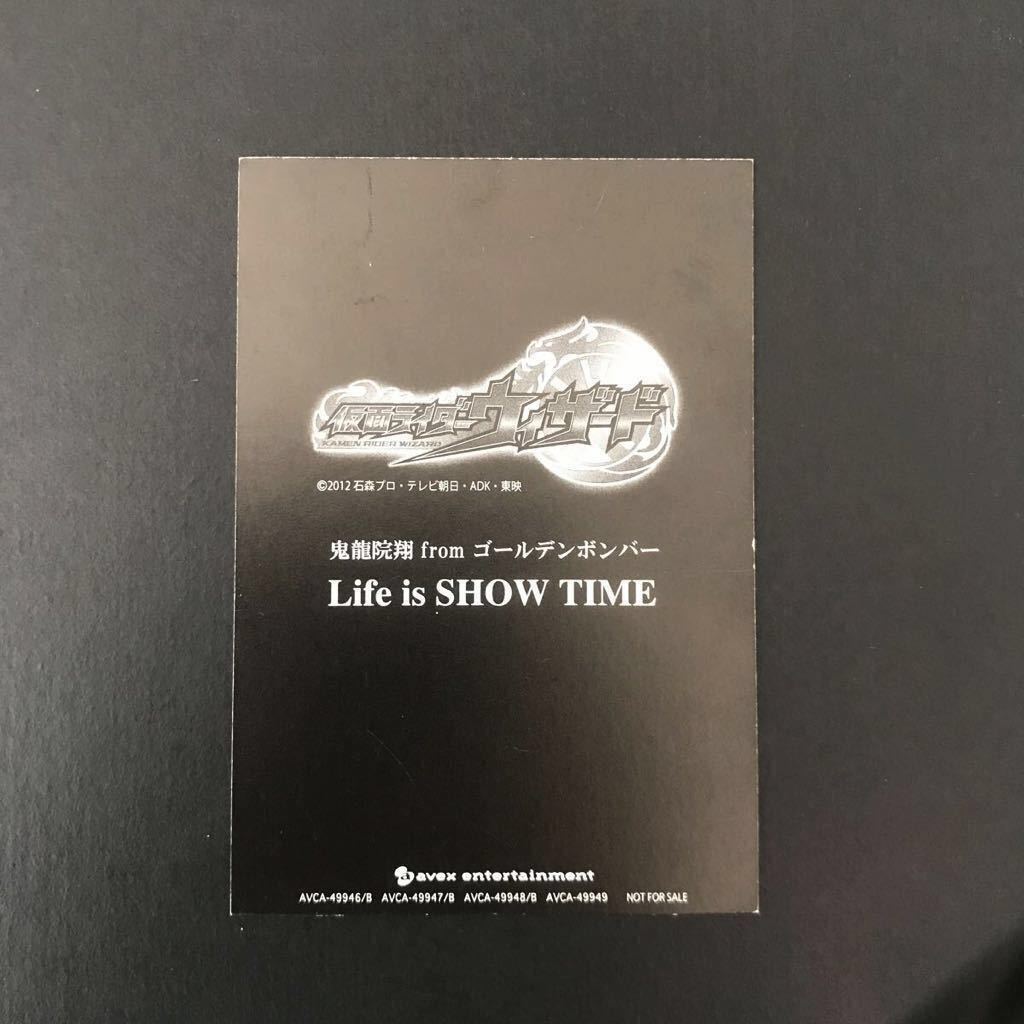 仮面ライダーウィザード
KAMEN RIDER WIZARD
©2012 石森プロ・テレビ朝日・ADK・東映
鬼龍院翔 from ゴールデンボンバー
Life is SHOW TIME
avex entertainment
AVCA-49946/B AVCA-49947/B AVCA-49948/B AVCA-49949 NOT FOR SALE